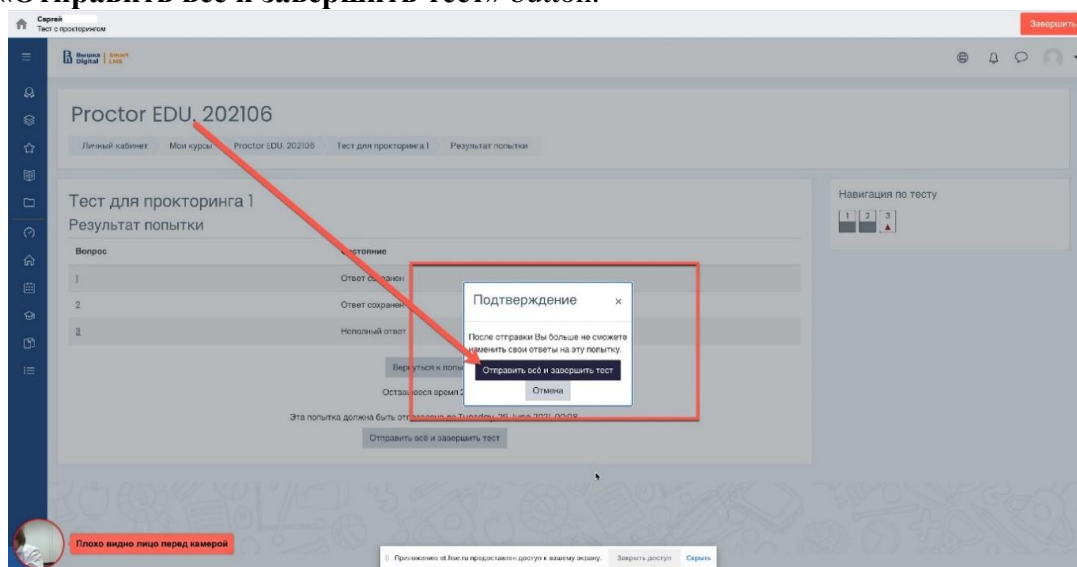 «Отправить всё и завершить тест» button.
Сергей
Тест с прокторингом
Завершить
Вышка Digital | Smart LMS
Proctor EDU. 202106
Личный кабинет Мои курсы Proctor EDU. 202106 Тест для прокторинга 1 Результат попытки
Тест для прокторинга 1
Результат попытки
Навигация по тесту
1 2 3
Вопрос Состояние
1 Ответ сохранен
2 Ответ сохранен
3 Неполный ответ
Подтверждение ×
После отправки Вы больше не сможете
изменить свои ответы на эту попытку.
Отправить всё и завершить тест
Отмена
Вернуться к
Оставшееся время
Эта попытка должна быть отправлена до Tuesday, 2021, 00:08
Отправить всё и завершить тест
Плохо видно лицо перед камерой
Приложению et.hse.ru предоставлен доступ к вашему экрану. Закрыть доступ Скрыть